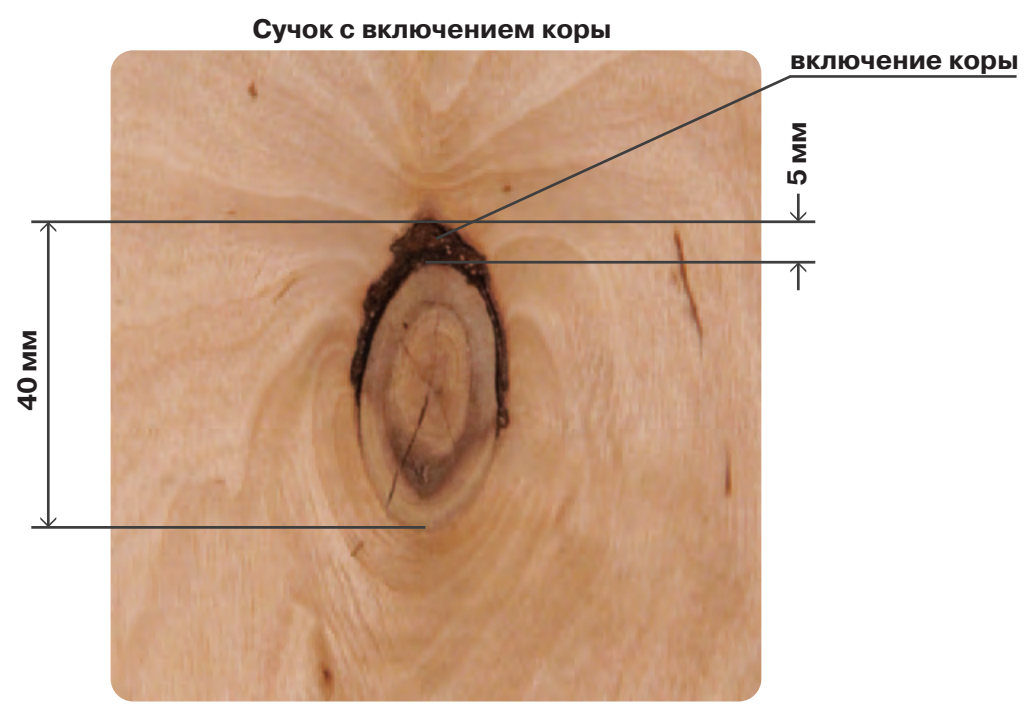 Сучок с включением коры
включение коры
5 мм
40 мм